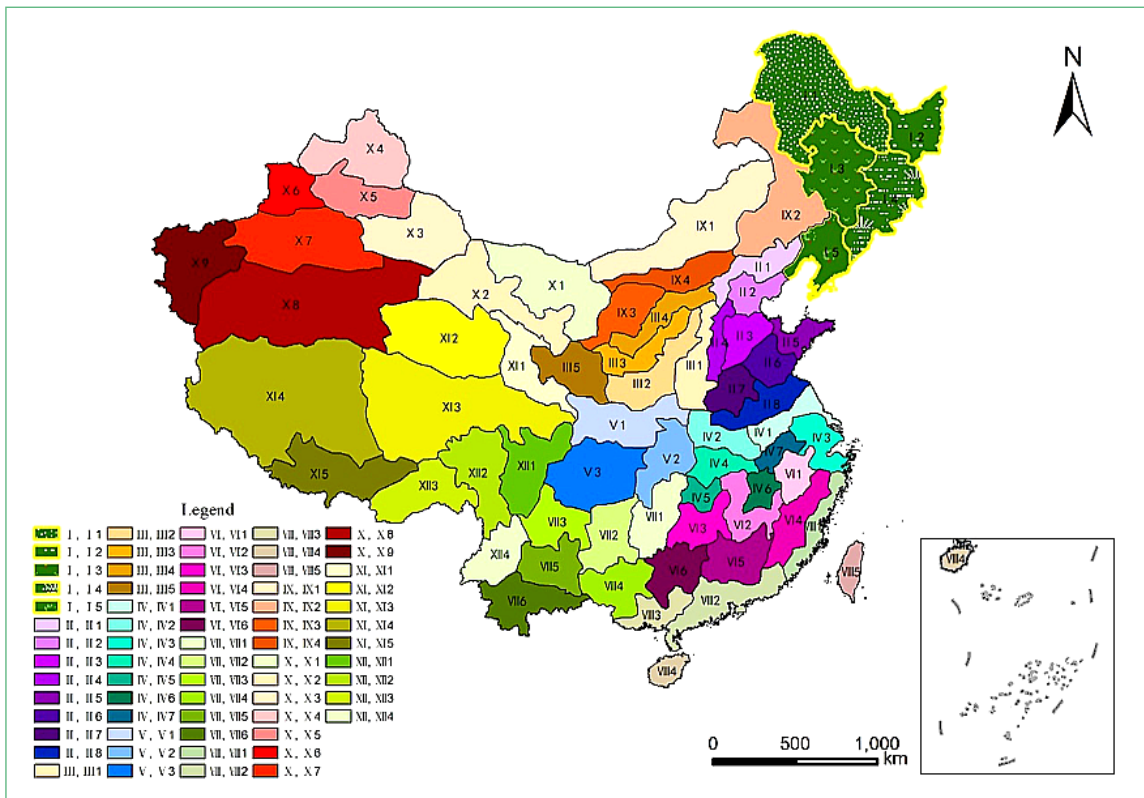 N
I.1
I.2
X4
I.3
X6
X5
I.4
IX2
X3
IX1
X7
I.5
X9
II1
IX4
X1
II2
X2
X8
IX3
III4
XI2
II3
II4
II5
XI1
III3
III5
II6
III1
III2
II7
XI4
XI3
II8
V1
IV2
IV1
IV3
IV7
XII1
V2
IV4
XI5
XII2
V3
VI1
XII3
IV5
IV6
VII3
VII1
VI3
VI2
VI4
VII2
XII4
VII5
VI5
VI6
VII4
VIII5
VII6
VIII2
VIII3
VIII4
Legend
I, I1 III, III2 VI, VI1 VIII, VIII3 X, X8
I, I2 III, III3 VI, VI2 VIII, VIII4 X, X9
I, I3 III, III4 VI, VI3 VIII, VIII5 XI, XI1
I, I4 III, III5 VI, VI4 IX, IX1 XI, XI2
I, I5 IV, IV1 VI, VI5 IX, IX2 XI, XI3
II, II1 IV, IV2 VI, VI6 IX, IX3 XI, XI4
II, II2 IV, IV3 VII, VII1 IX, IX4 XI, XI5
II, II3 IV, IV4 VII, VII2 X, X1 XII, XII1
II, II4 IV, IV5 VII, VII3 X, X2 XII, XII2
II, II5 IV, IV6 VII, VII4 X, X3 XII, XII3
II, II6 IV, IV7 VII, VII5 X, X4 XII, XII4
II, II7 V, V1 VII, VII6 X, X5
II, II8 V, V2 VIII, VIII1 X, X6
III, III1 V, V3 VIII, VIII2 X, X7
0 500 1,000
km
VIII4